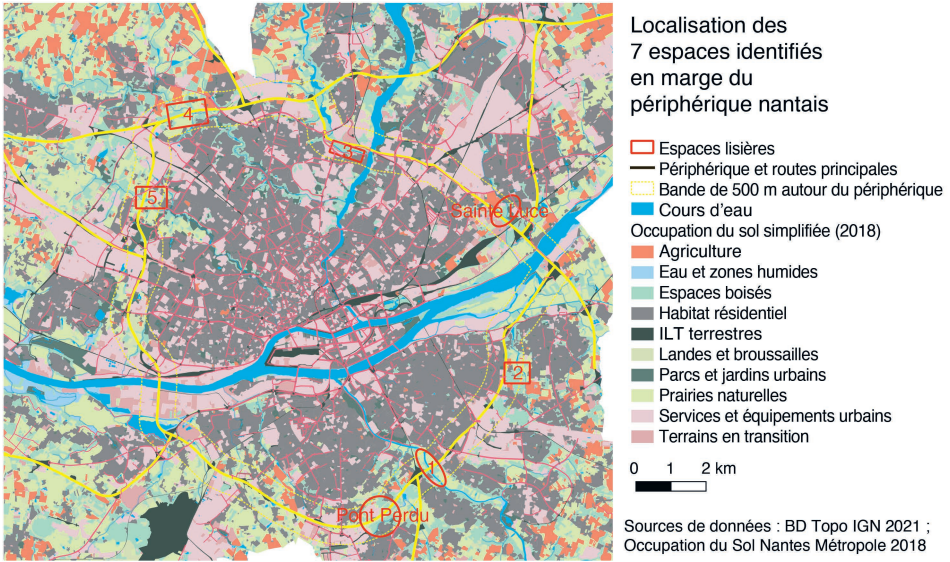 4
3
5
Sainte Luce
2
1
Pont Perdu
Localisation des
7 espaces identifiés
en marge du
périphérique nantais
Espaces lisières
Périphérique et routes principales
Bande de 500 m autour du périphérique
Cours d'eau
Occupation du sol simplifiée (2018)
Agriculture
Eau et zones humides
Espaces boisés
Habitat résidentiel
ILT terrestres
Landes et broussailles
Parcs et jardins urbains
Prairies naturelles
Services et équipements urbains
Terrains en transition
0 1 2 km
Sources de données : BD Topo IGN 2021 ;
Occupation du Sol Nantes Métropole 2018